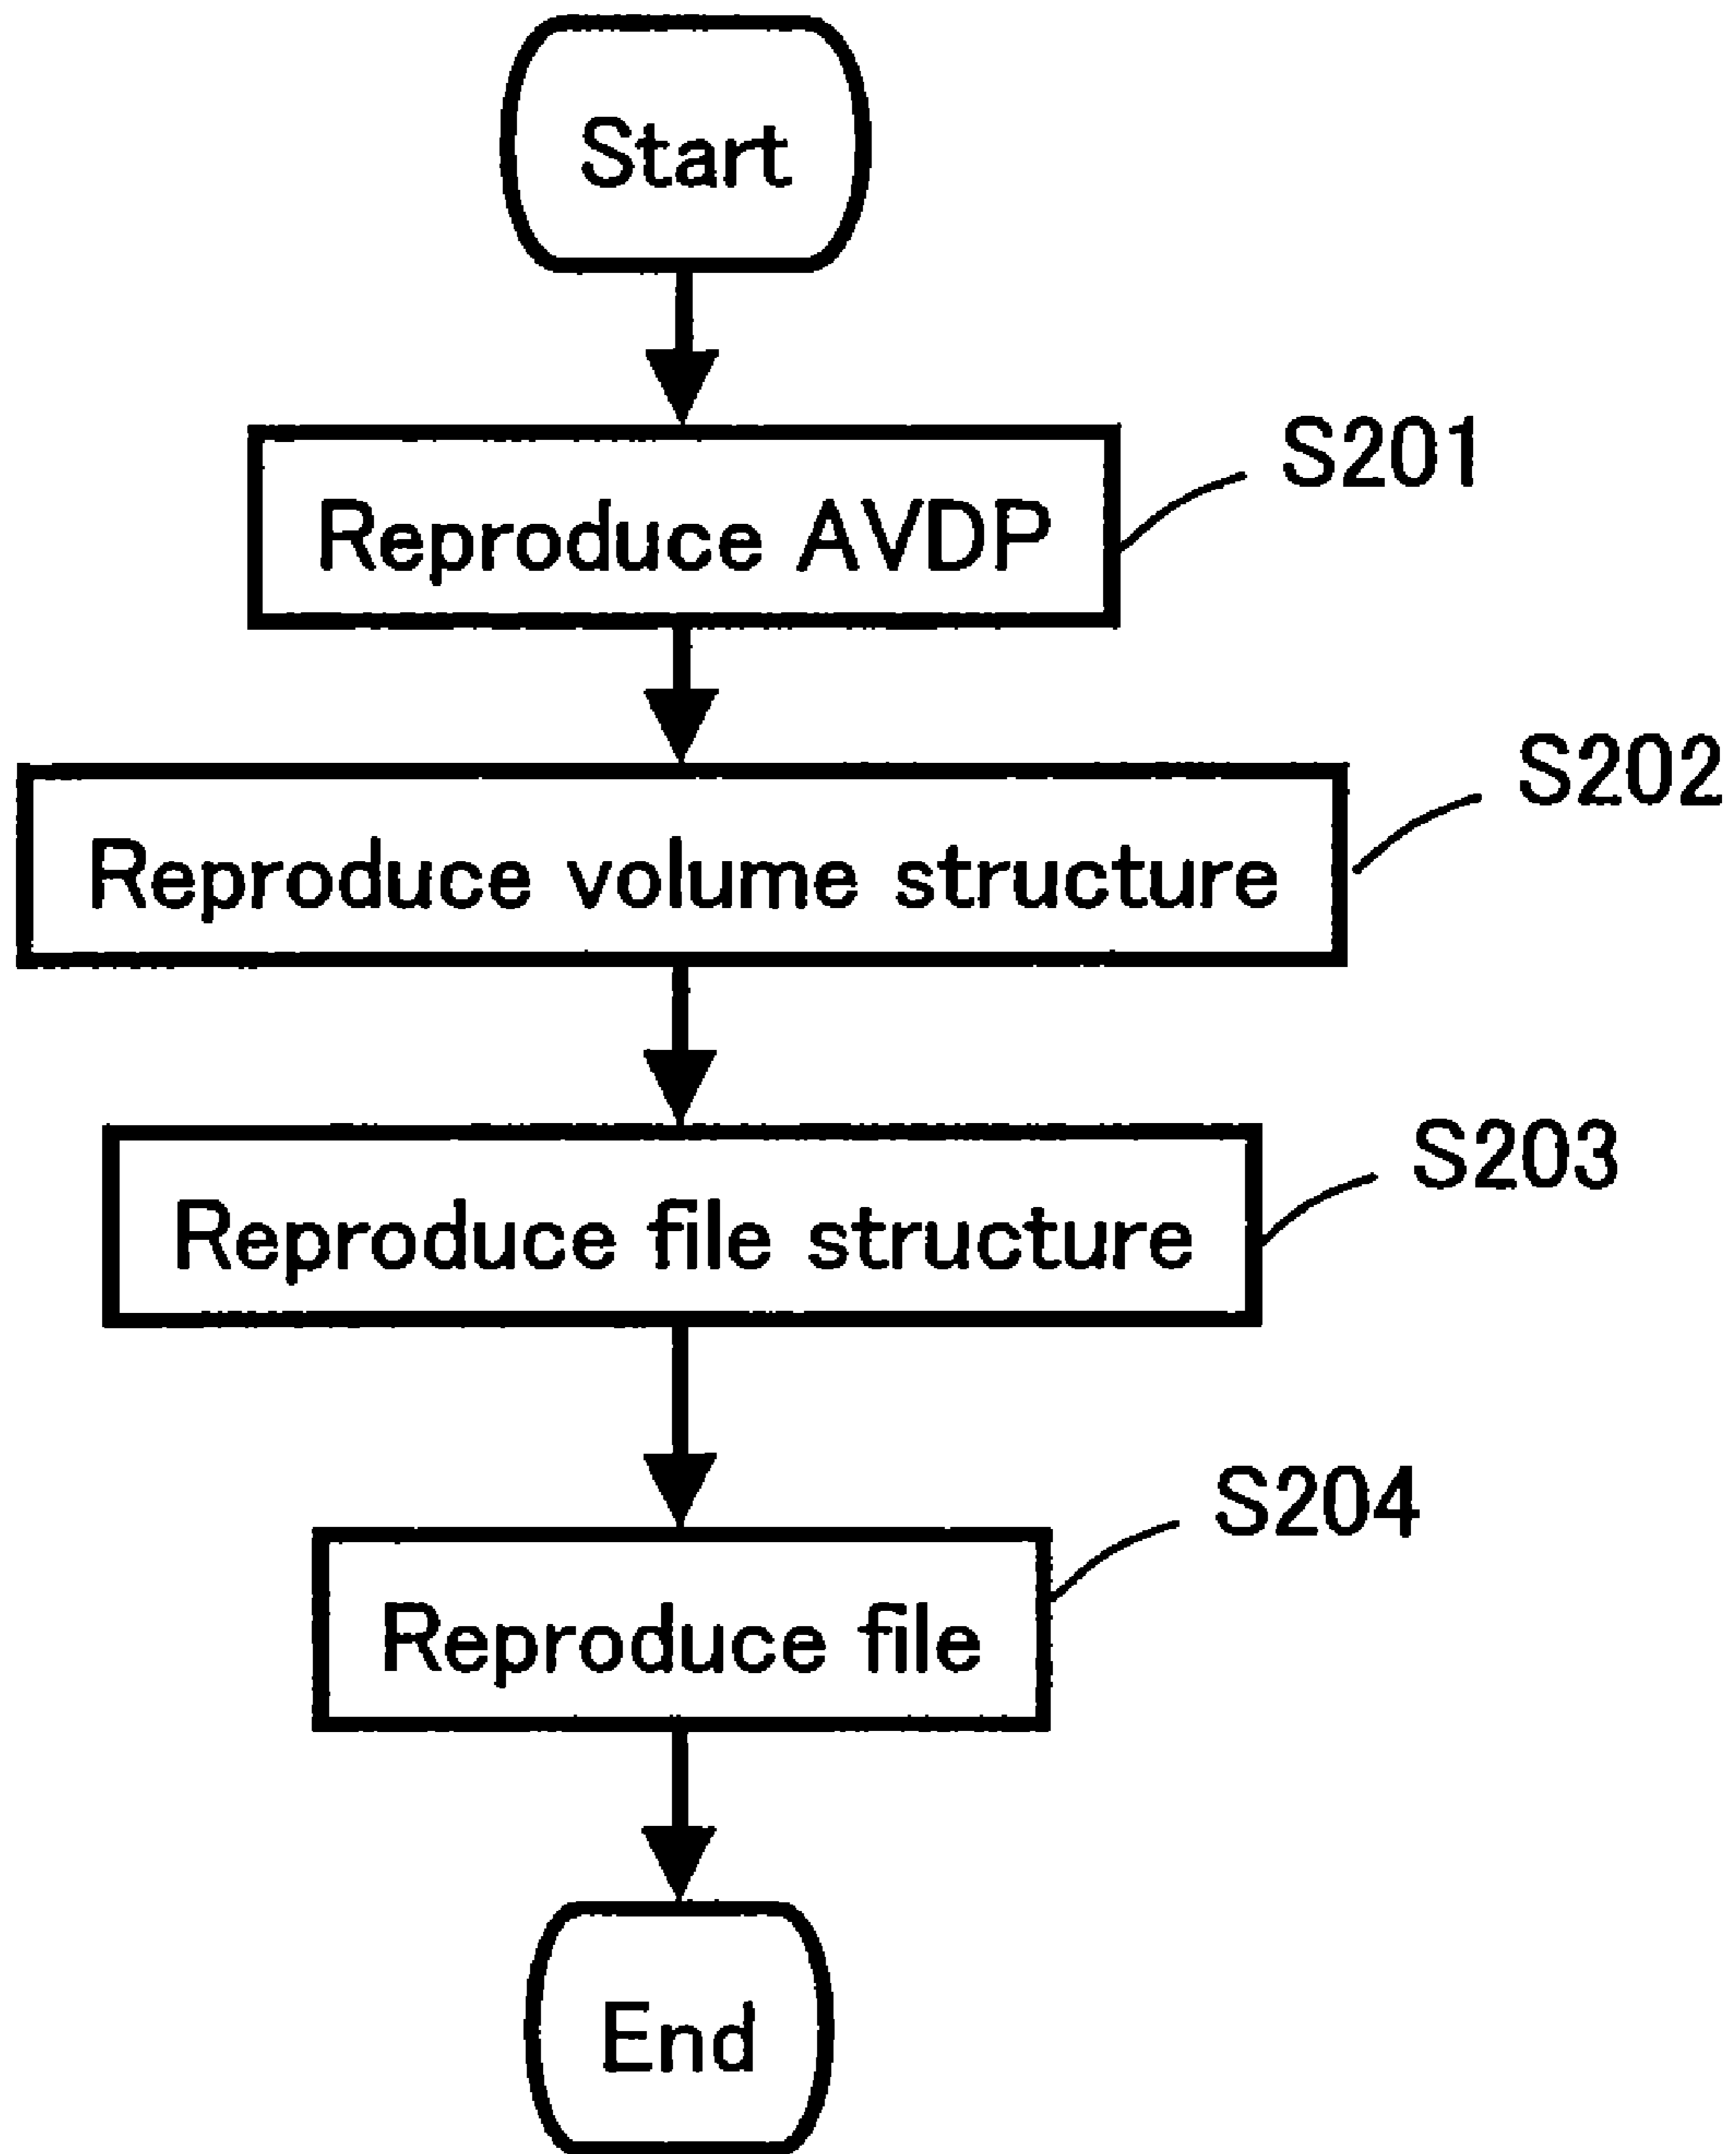 Start
S201
Reproduce AVDP
S202
Reproduce volume structure
S203
Reproduce file structure
S204
Reproduce file
End